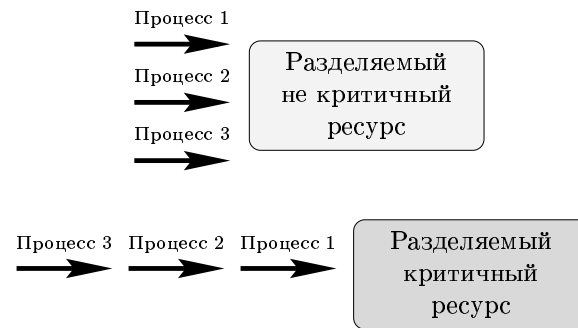 Процесс 1
Процесс 2
Процесс 3
Разделяемый
не критичный
ресурс
Процесс 3 Процесс 2 Процесс 1
Разделяемый
критичный
ресурс